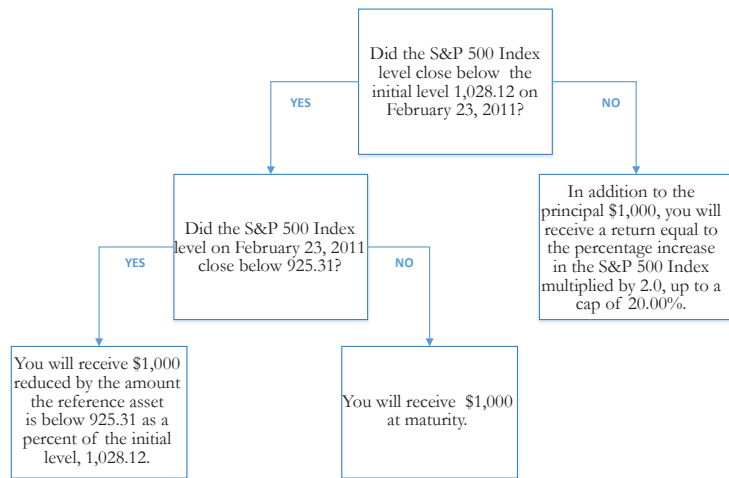 Did the S&P 500 Index
level close below the
initial level 1,028.12 on
February 23, 2011?
YES
NO
Did the S&P 500 Index
level on February 23, 2011
close below 925.31?
In addition to the
principal $1,000, you will
receive a return equal to
the percentage increase
in the S&P 500 Index
multiplied by 2.0, up to a
cap of 20.00%.
YES
NO
You will receive $1,000
reduced by the amount
the reference asset
is below 925.31 as a
percent of the initial
level, 1,028.12.
You will receive $1,000
at maturity.